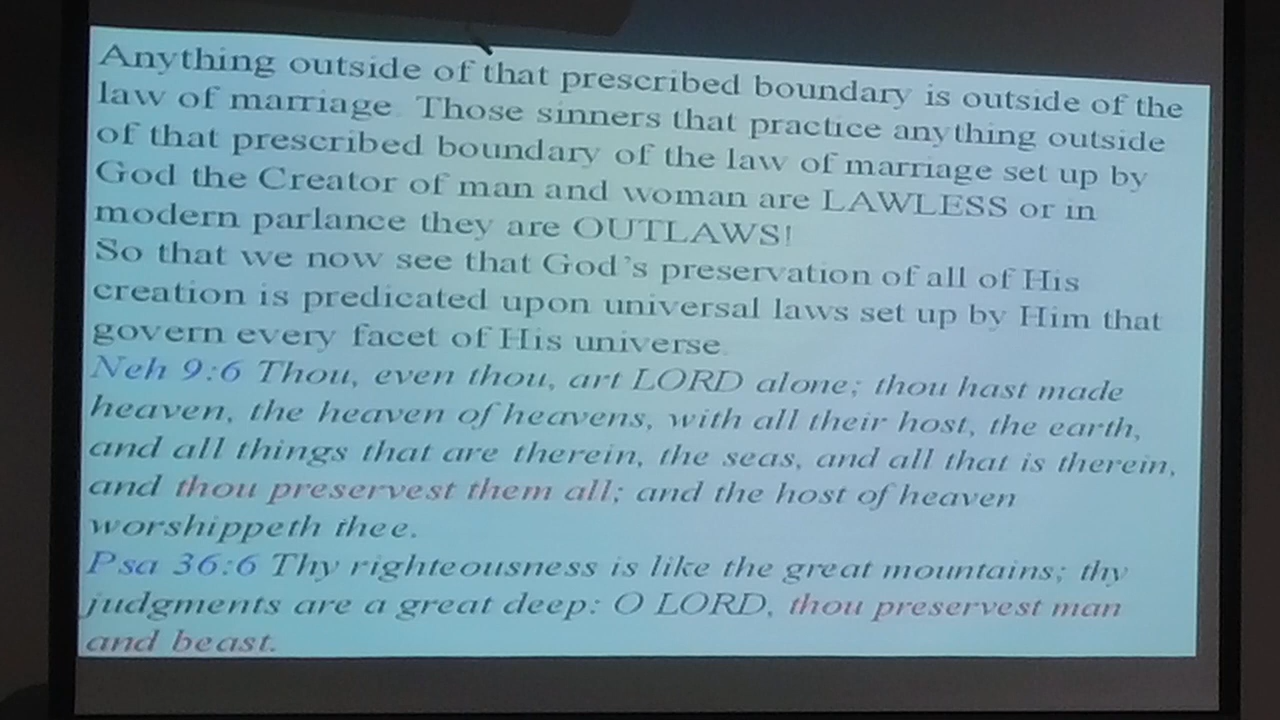 Anything outside of that prescribed boundary is outside of the
law of marriage. Those sinners that practice anything outside
of that prescribed boundary of the law of marriage set up by
God the Creator of man and woman are LAWLESS or in
modern parlance they are OUTLAWS!
So that we now see that God's preservation of all of His
creation is predicated upon universal laws set up by Him that
govern every facet of His universe.
Neh 9:6 Thou, even thou, art LORD alone; thou hast made
heaven, the heaven of heavens, with all their host, the earth,
and all things that are therein, the seas, and all that is therein,
and thou preservest them all; and the host of heaven
worshippeth thee.
Psa 36:6 Thy righteousness is like the great mountains; thy
judgments are a great deep: O LORD, thou preservest man
and beast.